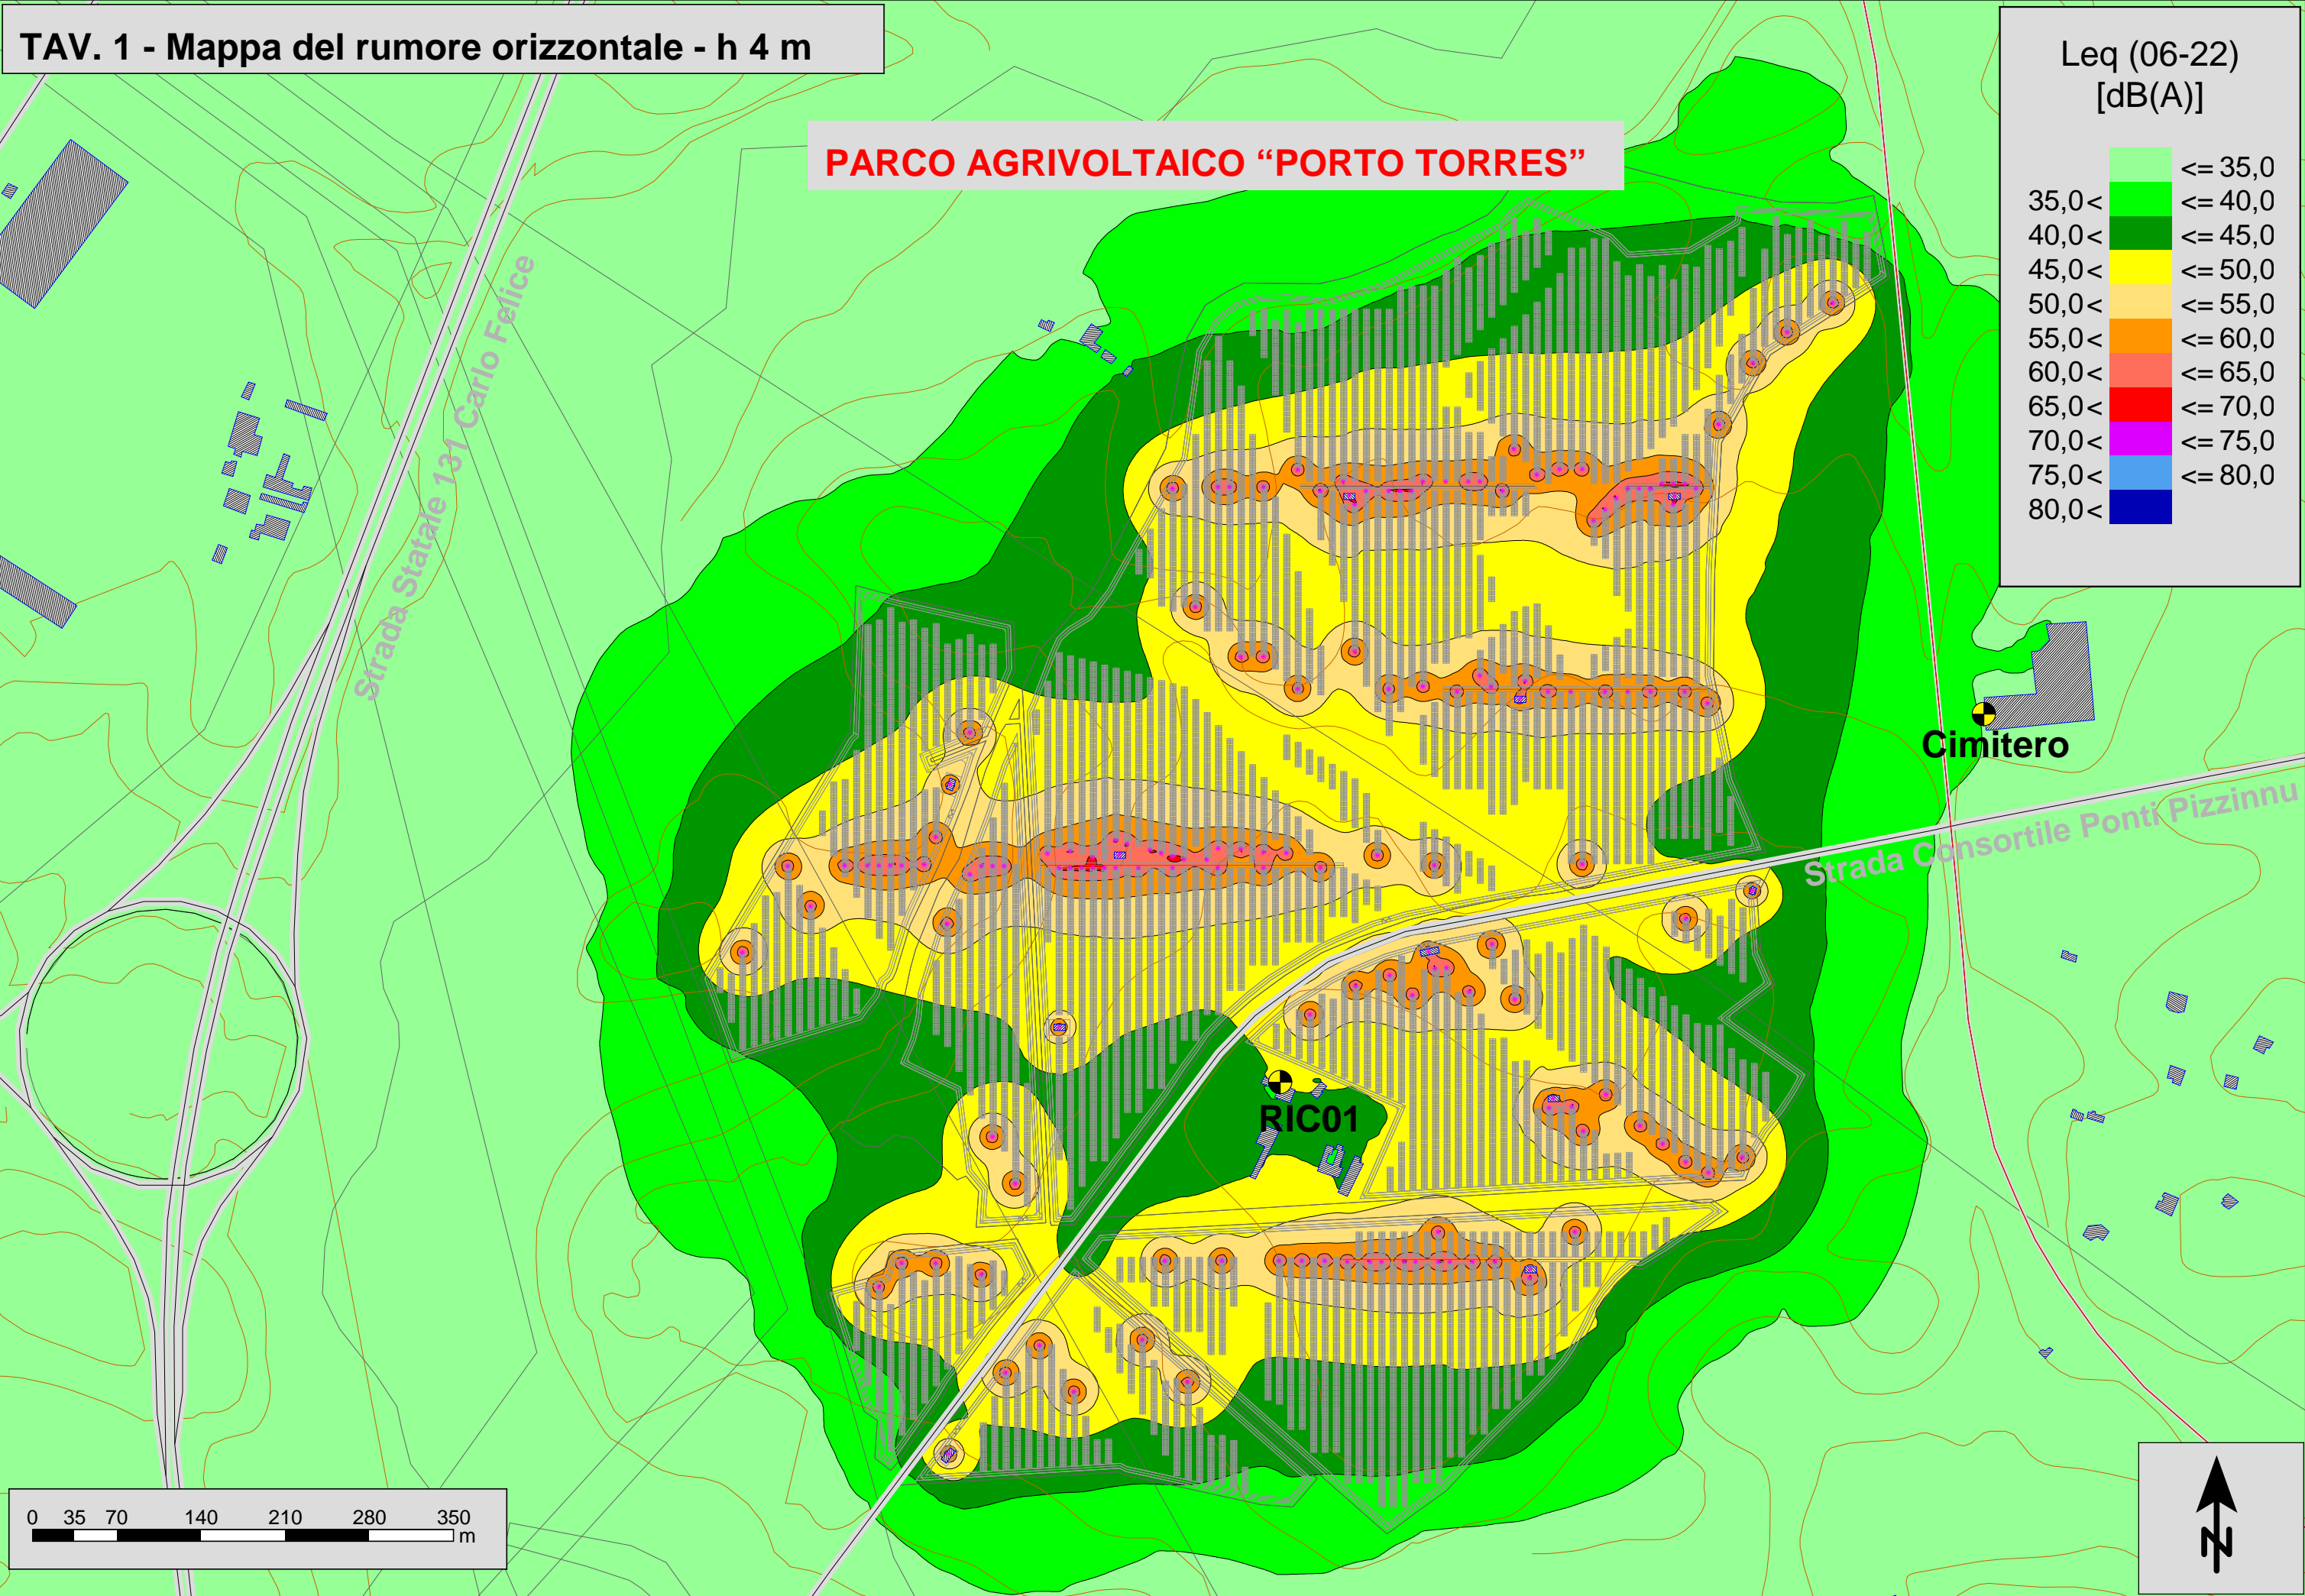 TAV. 1 - Mappa del rumore orizzontale - h 4 m
PARCO AGRIVOLTAICO “PORTO TORRES”
Leq (06-22)
[dB(A)]
<= 35,0
35,0< <= 40,0
40,0< <= 45,0
45,0< <= 50,0
50,0< <= 55,0
55,0< <= 60,0
60,0< <= 65,0
65,0< <= 70,0
70,0< <= 75,0
75,0< <= 80,0
80,0<
Strada Statale 131 Carlo Felice
Cimitero
Strada Consortile Ponti Pizzinnu
RIC01
0 35 70 140 210 280 350
m
N